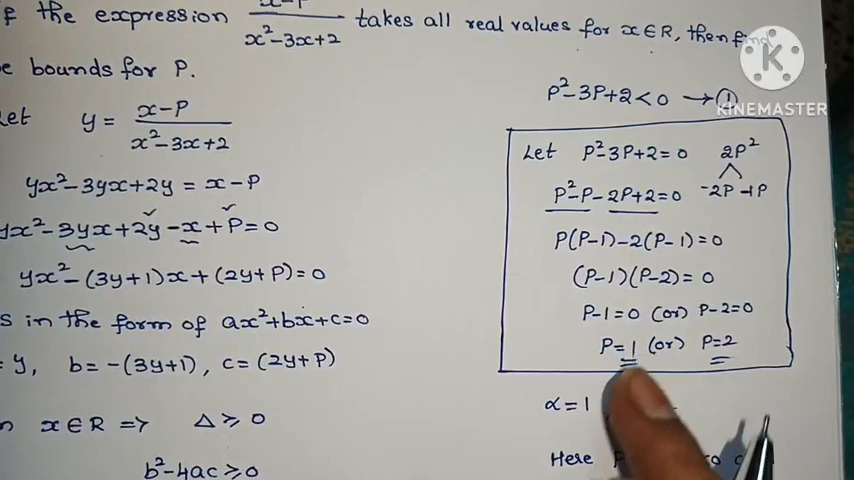 the expression x-P/x²-3x+2 takes all real values for x∈R, then
bounds for P.
Let y = x-P/x²-3x+2
yx²-3yx+2y = x-P
yx²-3yx+2y-x+P=0
yx²-(3y+1)x+(2y+P)=0
in the form of ax²+bx+c=0
= y, b=-(3y+1), c=(2y+P)
x∈R ⇒ Δ≥0
b²-4ac≥0
P²-3P+2<0 → ①
KINEMASTER
Let P²-3P+2=0 2P²
P²-P-2P+2=0 -2P -1P
P(P-1)-2(P-1)=0
(P-1)(P-2)=0
P-1=0 (or) P-2=0
P=1 (or) P=2
α=1
Here